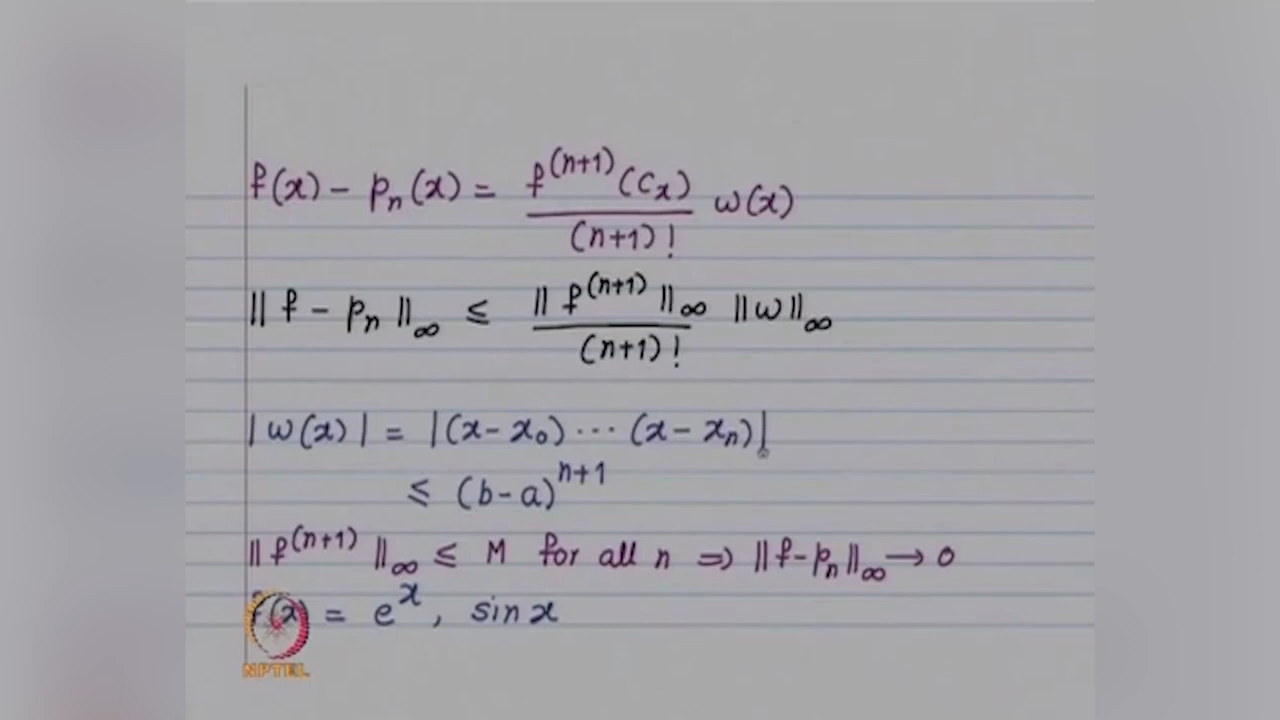 f(x) - pₙ(x) = f⁽ⁿ⁺¹⁾(cₓ) / (n+1)! ω(x)
‖ f - pₙ ‖∞ ≤ ‖ f⁽ⁿ⁺¹⁾ ‖∞ / (n+1)! ‖ω‖∞
|ω(x)| = |(x-x₀) ⋯ (x-xₙ)|
≤ (b-a)ⁿ⁺¹
‖ f⁽ⁿ⁺¹⁾ ‖∞ ≤ M for all n ⇒ ‖f-pₙ‖∞ → 0
f(x) = eˣ, sin x
NPTEL